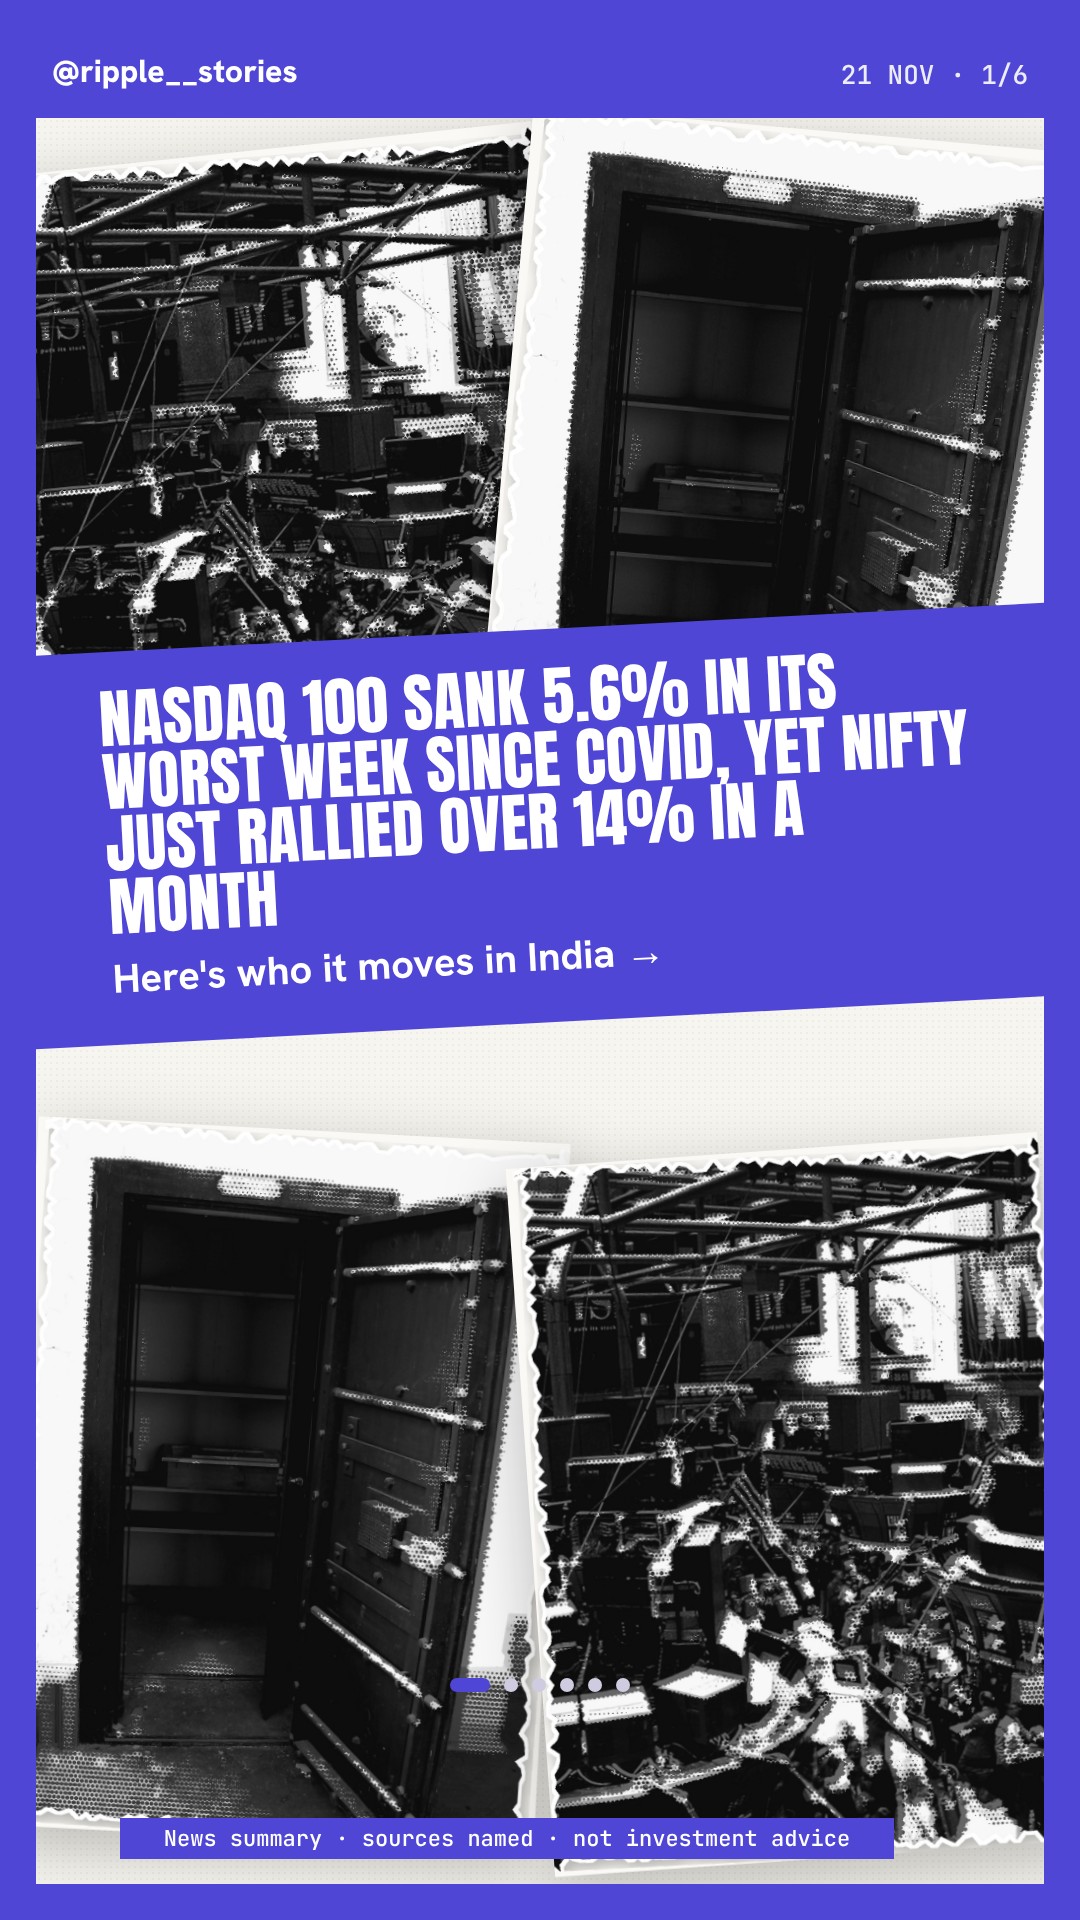 @ripple__stories
21 NOV · 1/6
NASDAQ 100 SANK 5.6% IN ITS
WORST WEEK SINCE COVID, YET NIFTY
JUST RALLIED OVER 14% IN A
MONTH
Here's who it moves in India →
News summary · sources named · not investment advice